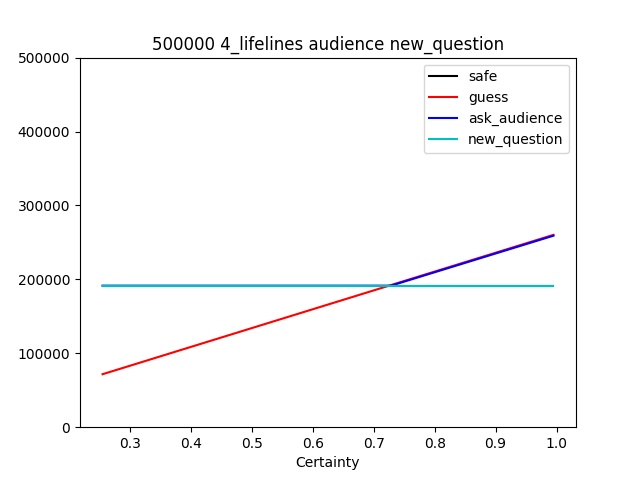 500000 4_lifelines audience new_question
500000
400000
300000
200000
100000
0
safe
guess
ask_audience
new_question
0.3 0.4 0.5 0.6 0.7 0.8 0.9 1.0
Certainty